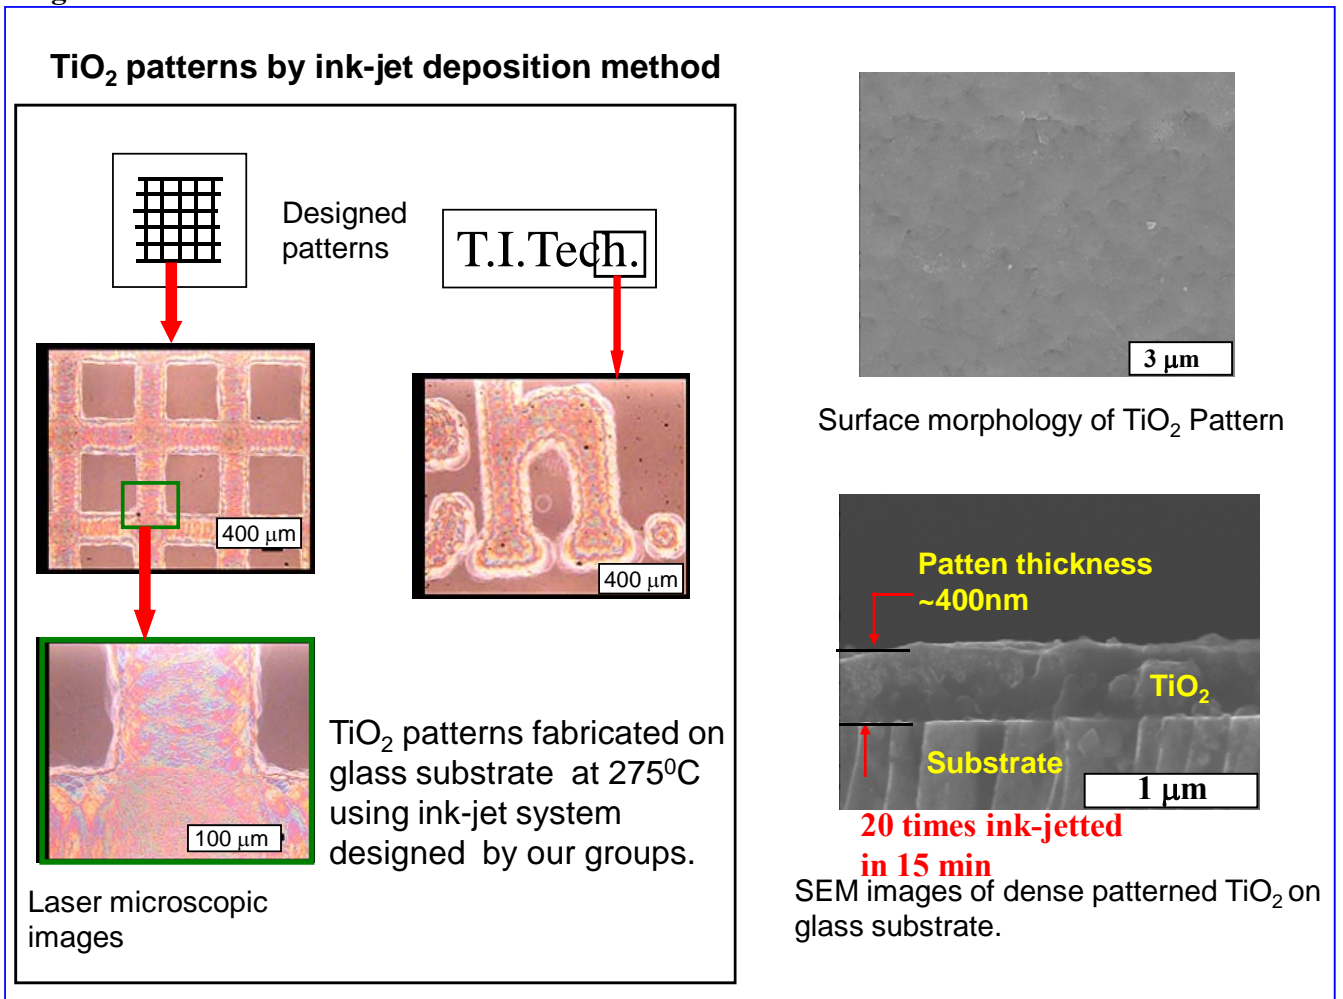 TiO₂ patterns by ink-jet deposition method
Designed
patterns
T.I.Tech.
400 μm
400 μm
100 μm
TiO₂ patterns fabricated on
glass substrate at 275⁰C
using ink-jet system
designed by our groups.
Laser microscopic
images
3 μm
Surface morphology of TiO₂ Pattern
Patten thickness
~400nm
TiO₂
Substrate
1 μm
20 times ink-jetted
in 15 min
SEM images of dense patterned TiO₂ on
glass substrate.